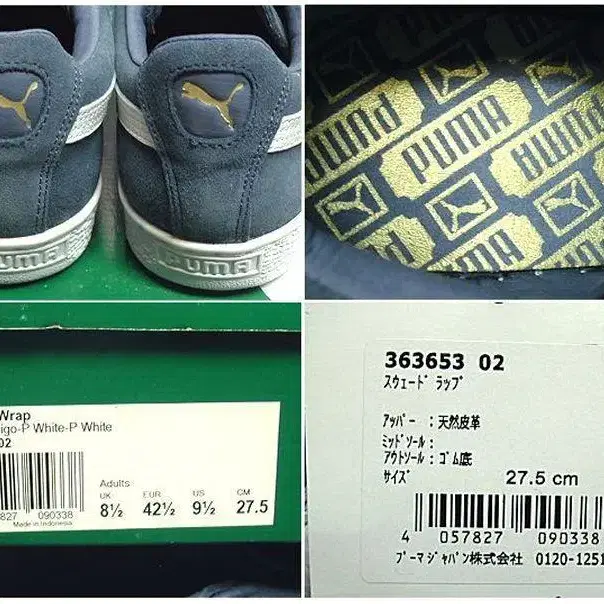 PUMA
PUMA
PUMA
PUMA
PUMA
PUMA
PUMA
Wrap
igo-P White-P White
02
Adults
UK EUR US CM
8½ 42½ 9½ 27.5
57827 090338
Made in Indonesia
363653 02
スウェード ラップ
アッパー : 天然皮革
ミッドソール :
アウトソール : ゴム底
サイズ 27.5 cm
4 057827 090338
プーマジャパン株式会社 0120-1251